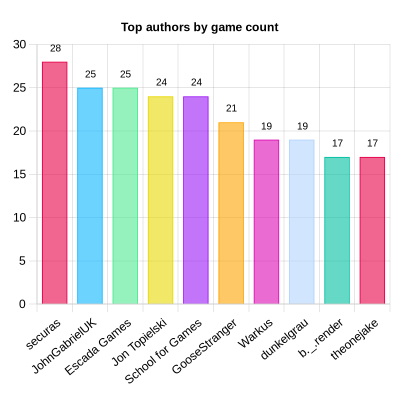 Top authors by game count
30
25
20
15
10
5
0
28
25
25
24
24
21
19
19
17
17
securas
JohnGabrielUK
Escada Games
Jon Topielski
School for Games
GooseStranger
Warkus
dunkelgrau
b._.render
theonejake